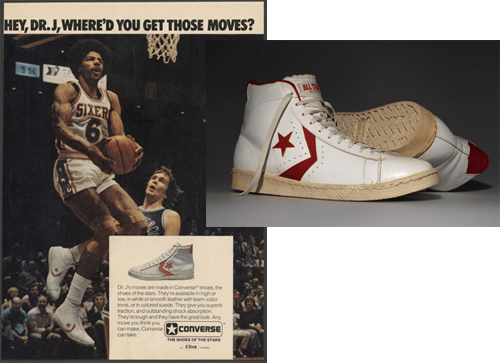 HEY, DR. J, WHERE'D YOU GET THOSE MOVES?
SIXERS
6
ALL-STAR
Dr. J's moves are made in Converse® shoes, the
shoes of the stars. They're available in high or
low, in white or smooth leather with team-color
trims, or in colored suede. They give you superb
traction, and outstanding shock absorption.
They're tough and they have the great look. Any
move you think you
can make, Converse
can take.
CONVERSE
THE SHOES OF THE STARS